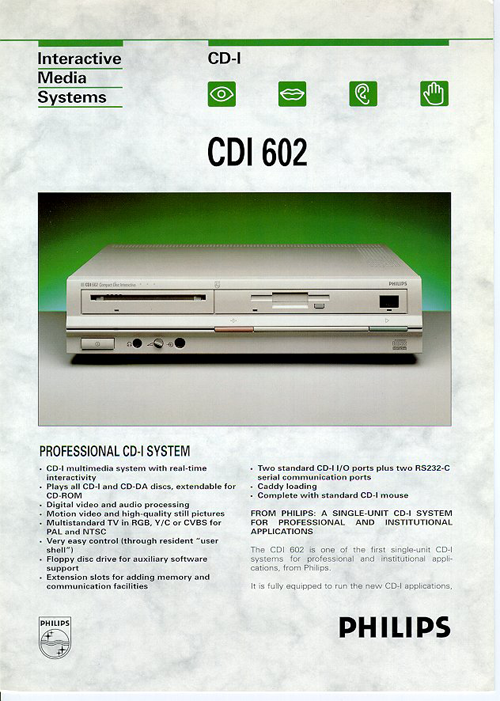 Interactive
Media
Systems
CD-I
CDI 602
CDI 602 Compact Disc Interactive
PHILIPS
PROFESSIONAL CD-I SYSTEM
· CD-I multimedia system with real-time
interactivity
· Plays all CD-I and CD-DA discs, extendable for
CD-ROM
· Digital video and audio processing
· Motion video and high-quality still pictures
· Multistandard TV in RGB, Y/C or CVBS for
PAL and NTSC
· Very easy control (through resident "user
shell")
· Floppy disc drive for auxiliary software
support
· Extension slots for adding memory and
communication facilities
· Two standard CD-I I/O ports plus two RS232-C
serial communication ports
· Caddy loading
· Complete with standard CD-I mouse
FROM PHILIPS: A SINGLE-UNIT CD-I SYSTEM
FOR PROFESSIONAL AND INSTITUTIONAL
APPLICATIONS
The CDI 602 is one of the first single-unit CD-I
systems for professional and institutional appli-
cations, from Philips.
It is fully equipped to run the new CD-I applications,
PHILIPS
PHILIPS